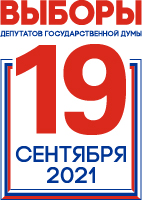 ВЫБОРЫ
ДЕПУТАТОВ ГОСУДАРСТВЕННОЙ ДУМЫ
19
СЕНТЯБРЯ
2021